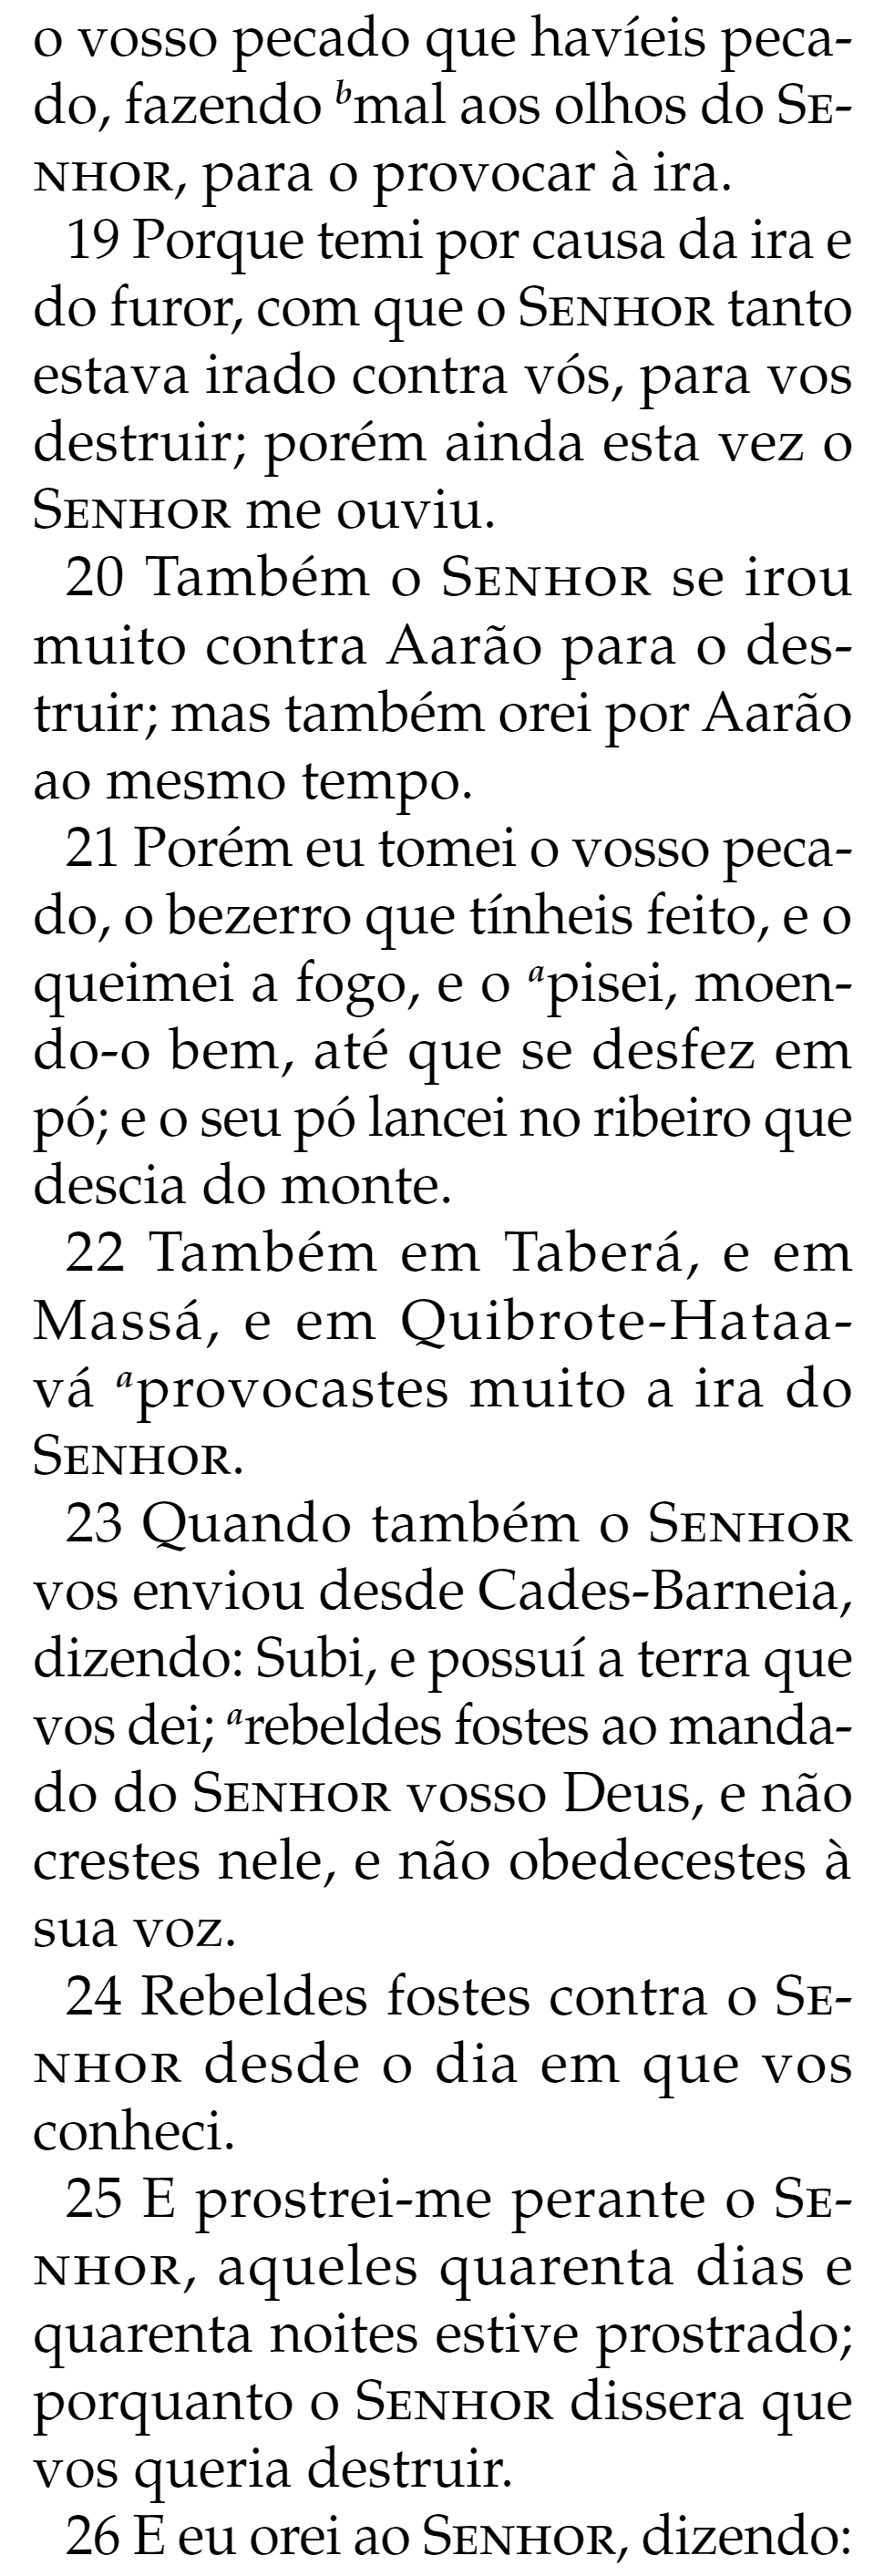 o vosso pecado que havíeis peca-
do, fazendo ᵇmal aos olhos do SE-
NHOR, para o provocar à ira.
19 Porque temi por causa da ira e
do furor, com que o SENHOR tanto
estava irado contra vós, para vos
destruir; porém ainda esta vez o
SENHOR me ouviu.
20 Também o SENHOR se irou
muito contra Aarão para o des-
truir; mas também orei por Aarão
ao mesmo tempo.
21 Porém eu tomei o vosso peca-
do, o bezerro que tínheis feito, e o
queimei a fogo, e o ᵃpisei, moen-
do-o bem, até que se desfez em
pó; e o seu pó lancei no ribeiro que
descia do monte.
22 Também em Taberá, e em
Massá, e em Quibrote-Hataa-
vá ᵃprovocastes muito a ira do
SENHOR.
23 Quando também o SENHOR
vos enviou desde Cades-Barneia,
dizendo: Subi, e possuí a terra que
vos dei; ᵃrebeldes fostes ao manda-
do do SENHOR vosso Deus, e não
crestes nele, e não obedecestes à
sua voz.
24 Rebeldes fostes contra o SE-
NHOR desde o dia em que vos
conheci.
25 E prostrei-me perante o SE-
NHOR, aqueles quarenta dias e
quarenta noites estive prostrado;
porquanto o SENHOR dissera que
vos queria destruir.
26 E eu orei ao SENHOR, dizendo: